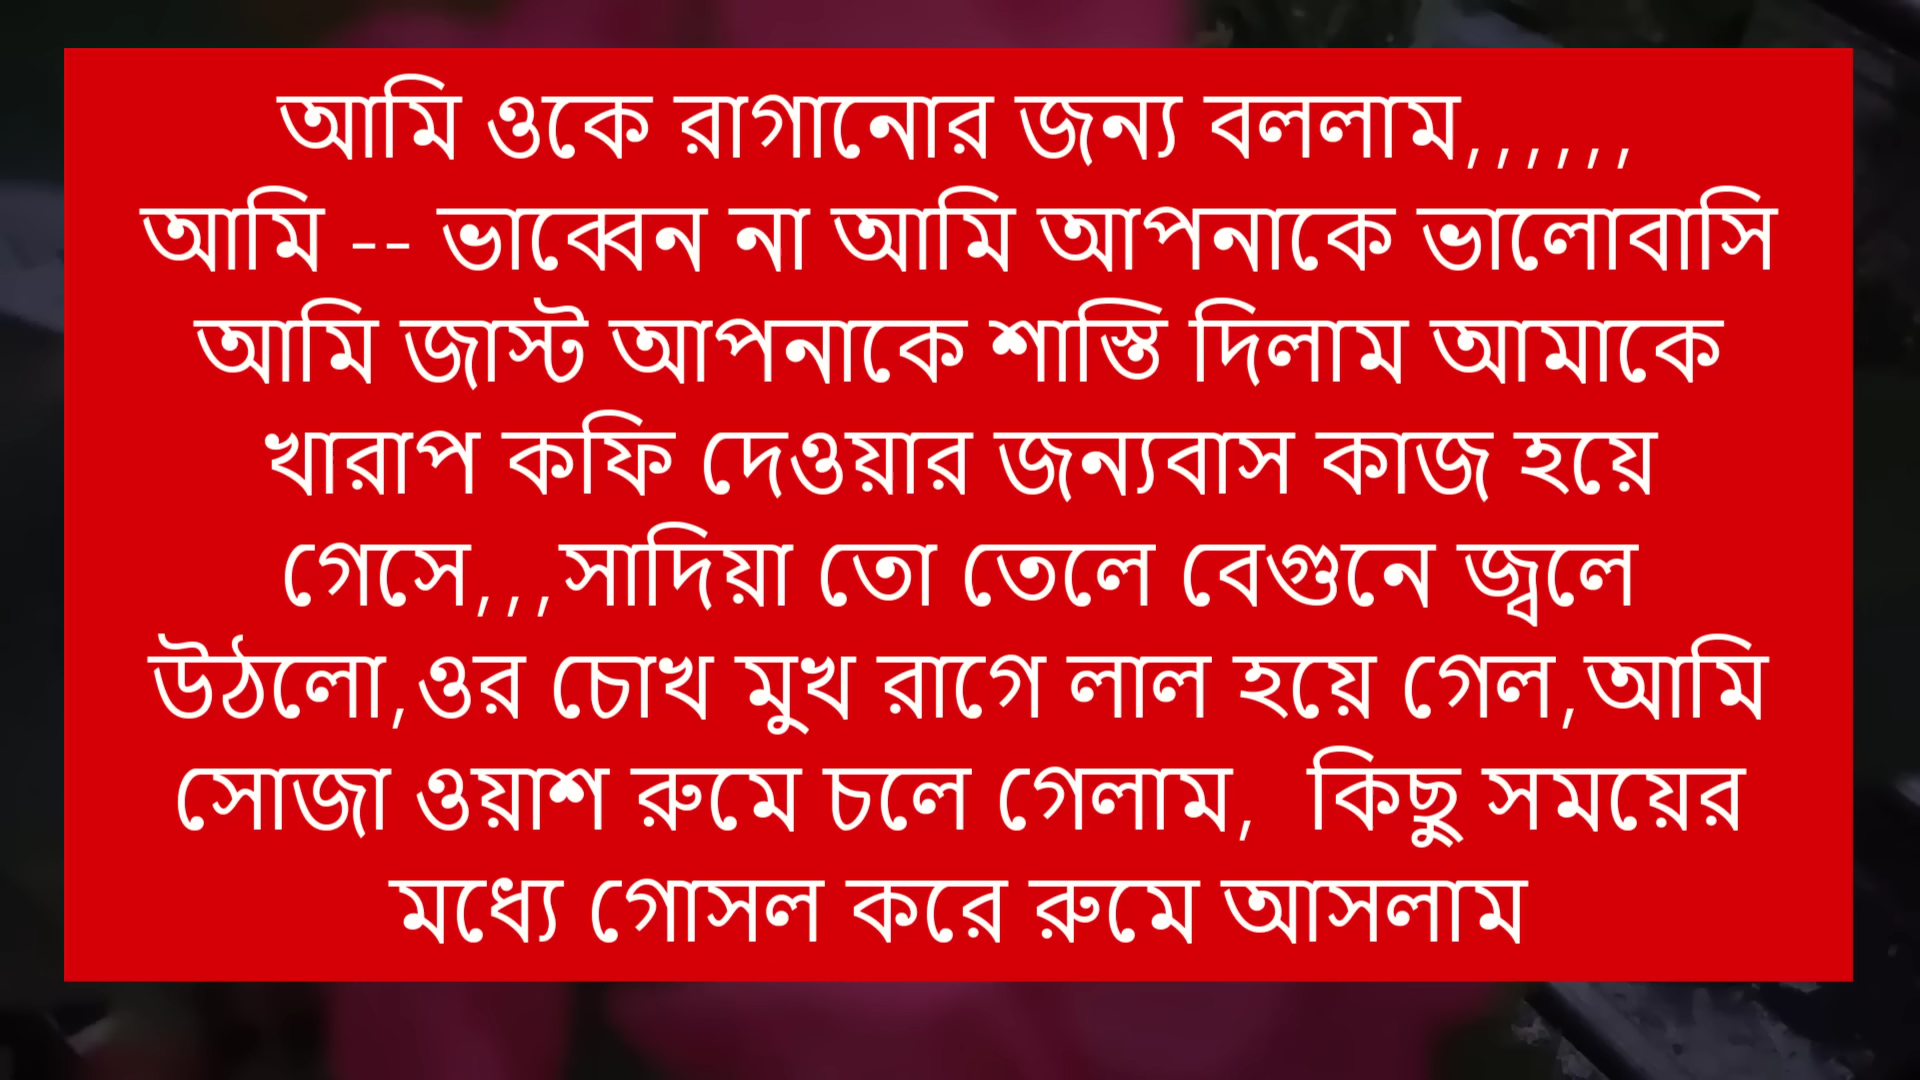 আমি ওকে রাগানোর জন্য বললাম,,,,,,
আমি -- ভাব্বেন না আমি আপনাকে ভালোবাসি
আমি জাস্ট আপনাকে শাস্তি দিলাম আমাকে
খারাপ কফি দেওয়ার জন্যবাস কাজ হয়ে
গেসে,,,সাদিয়া তো তেলে বেগুনে জ্বলে
উঠলো,ওর চোখ মুখ রাগে লাল হয়ে গেল,আমি
সোজা ওয়াশ রুমে চলে গেলাম,  কিছু সময়ের
মধ্যে গোসল করে রুমে আসলাম